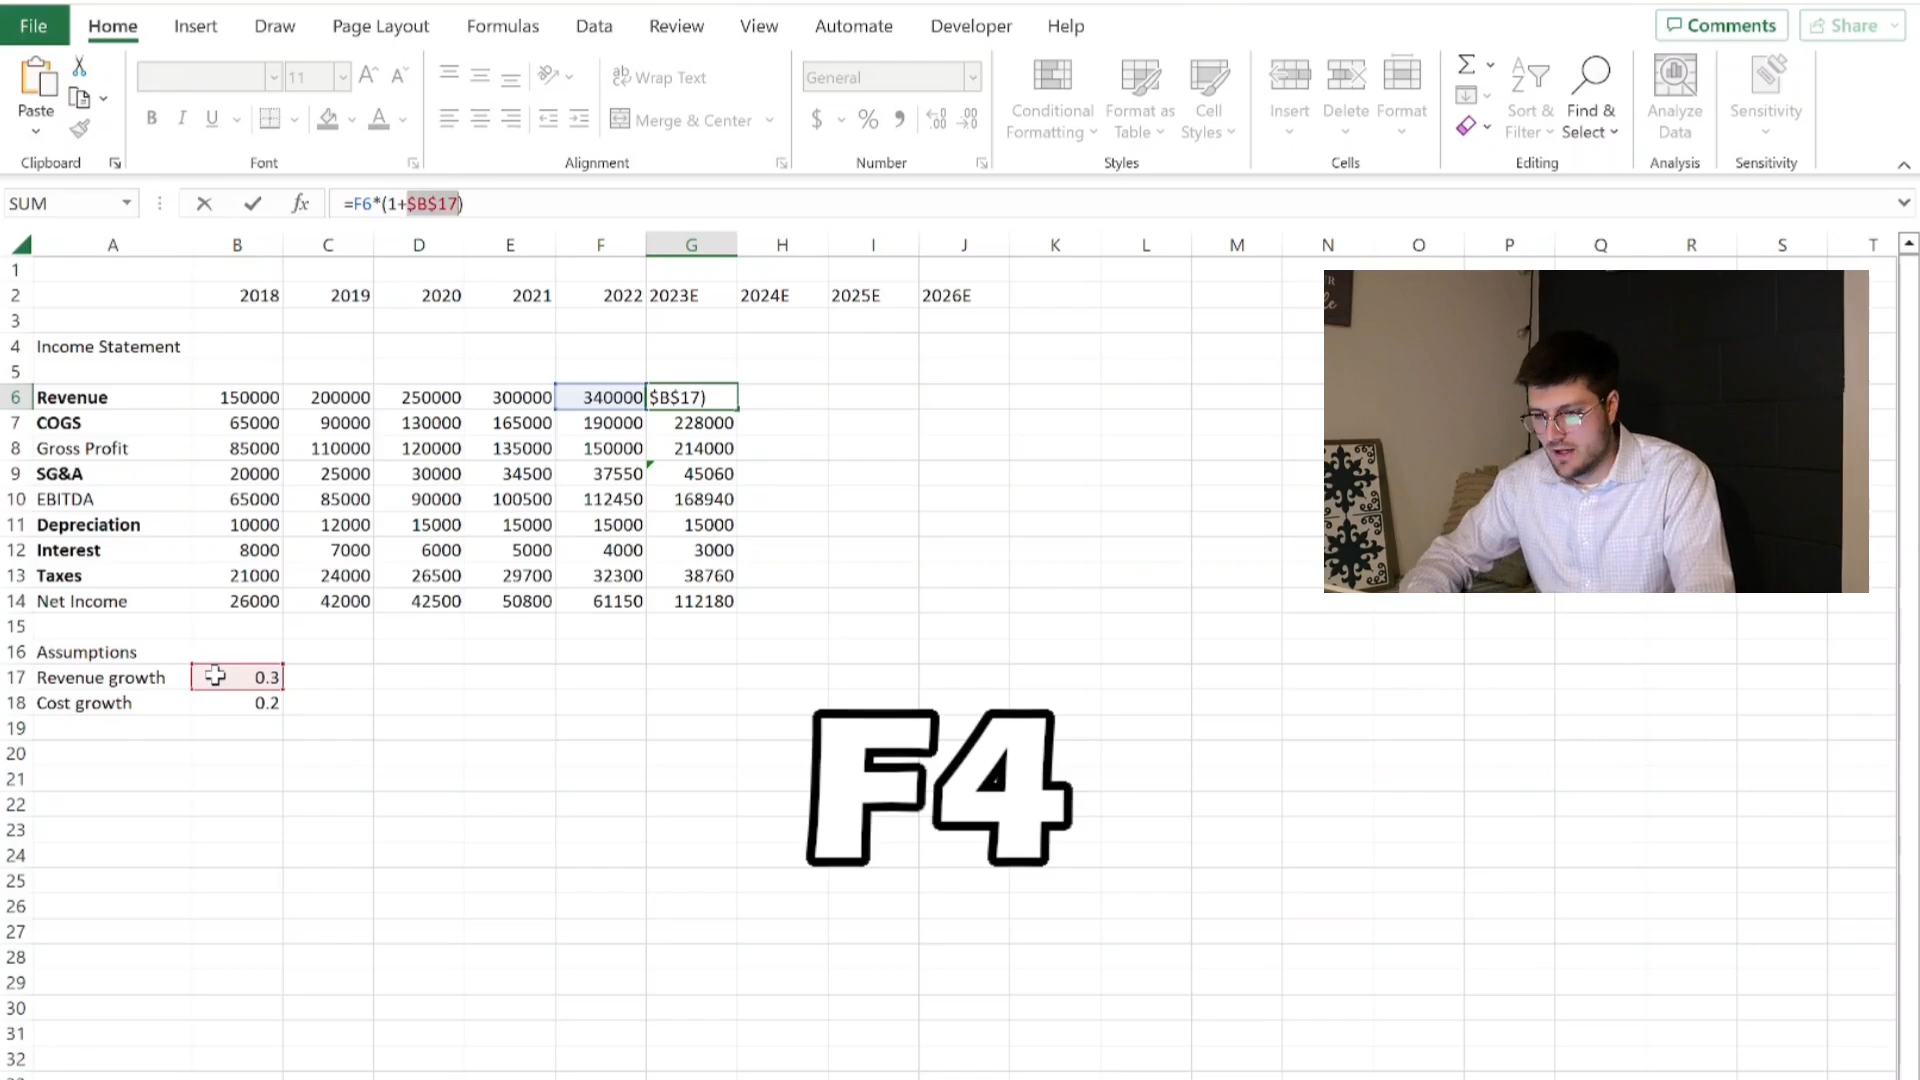 File Home Insert Draw Page Layout Formulas Data Review View Automate Developer Help Comments Share
11 A^ A˅ ab Wrap Text General
Paste B I U A Merge & Center $ % 9 .00 Conditional Formatting Format as Table Cell Styles Insert Delete Format Sort & Filter Find & Select Analyze Data Sensitivity
Clipboard Font Alignment Number Styles Cells Editing Analysis Sensitivity
SUM fx =F6*(1+$B$17)
A B C D E F G H I J K L M N O P Q R S T
1
2 2018 2019 2020 2021 2022 2023E 2024E 2025E 2026E
3
4 Income Statement
5
6 Revenue 150000 200000 250000 300000 340000 $B$17)
7 COGS 65000 90000 130000 165000 190000 228000
8 Gross Profit 85000 110000 120000 135000 150000 214000
9 SG&A 20000 25000 30000 34500 37550 45060
10 EBITDA 65000 85000 90000 100500 112450 168940
11 Depreciation 10000 12000 15000 15000 15000 15000
12 Interest 8000 7000 6000 5000 4000 3000
13 Taxes 21000 24000 26500 29700 32300 38760
14 Net Income 26000 42000 42500 50800 61150 112180
15
16 Assumptions
17 Revenue growth 0.3
18 Cost growth 0.2
19
20
21
22
23
24
25
26
27
28
29
30
31
32
F4